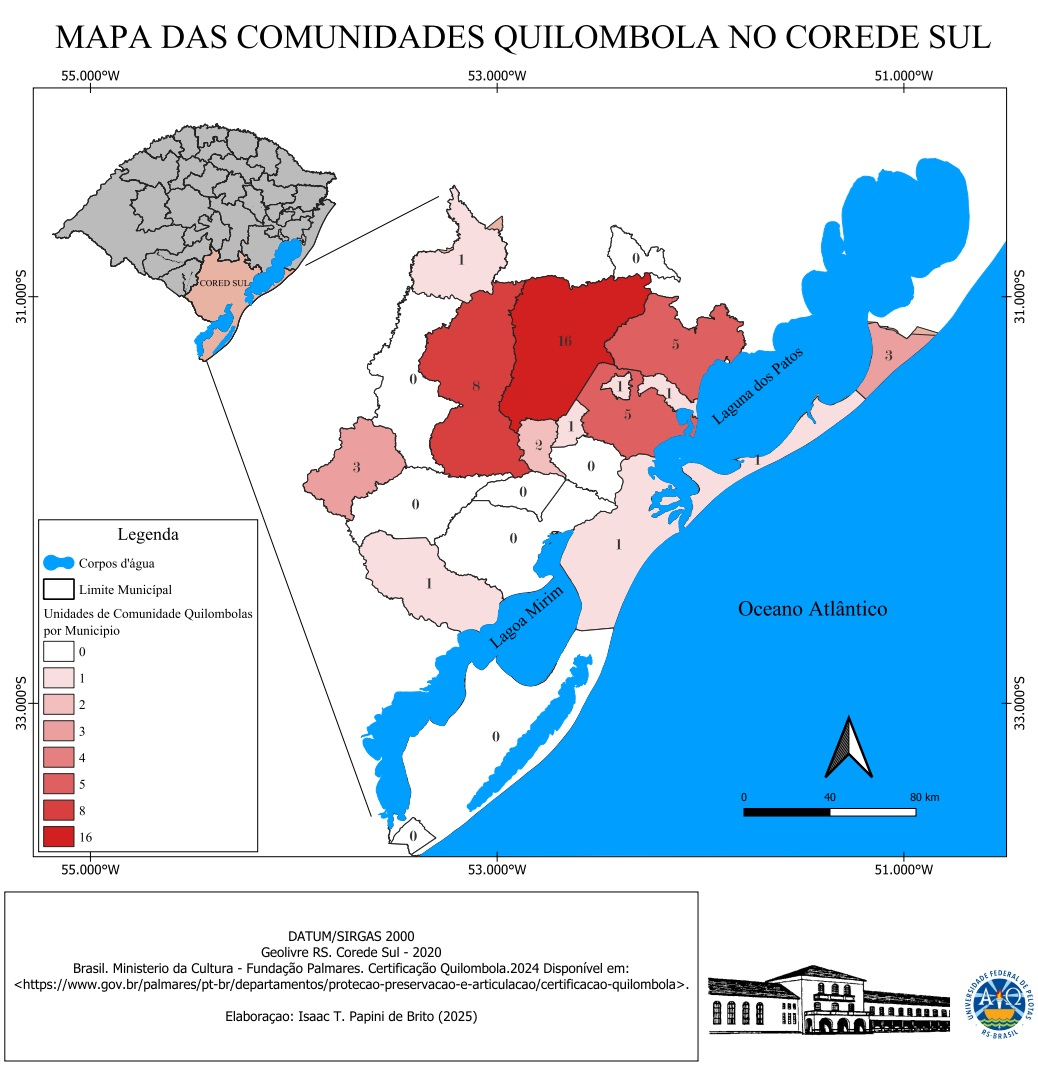 MAPA DAS COMUNIDADES QUILOMBOLA NO COREDE SUL
55.000°W
53.000°W
51.000°W
31.000°S
31.000°S
CORED SUL
1
0
16
5
0
8
1
1
5
1
2
3
0
0
0
0
1
1
3
1
0
0
Laguna dos Patos
Lagoa Mirim
Oceano Atlântico
Legenda
Corpos d'água
Limite Municípal
Unidades de Comunidade Quilombolas
por Municipio
0
1
2
3
4
5
8
16
33.000°S
33.000°S
0
40
80 km
55.000°W
53.000°W
51.000°W
DATUM/SIRGAS 2000
Geolivre RS. Corede Sul - 2020
Brasil. Ministerio da Cultura - Fundação Palmares. Certificação Quilombola.2024 Disponível em:
<https://www.gov.br/palmares/pt-br/departamentos/protecao-preservacao-e-articulacao/certificacao-quilombola>.
Elaboraçao: Isaac T. Papini de Brito (2025)
UNIVERSIDADE FEDERAL DE PELOTAS
RS-BRASIL
Α Ω